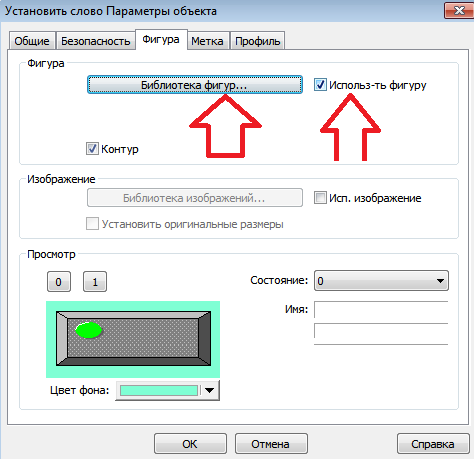 Установить слово Параметры объекта
Общие Безопасность Фигура Метка Профиль
Фигура
Библиотека фигур... Использ-ть фигуру
Контур
Изображение
Библиотека изображений... Исп. изображение
Установить оригинальные размеры
Просмотр
0 1 Состояние: 0
Имя:
Цвет фона:
OK Отмена Справка